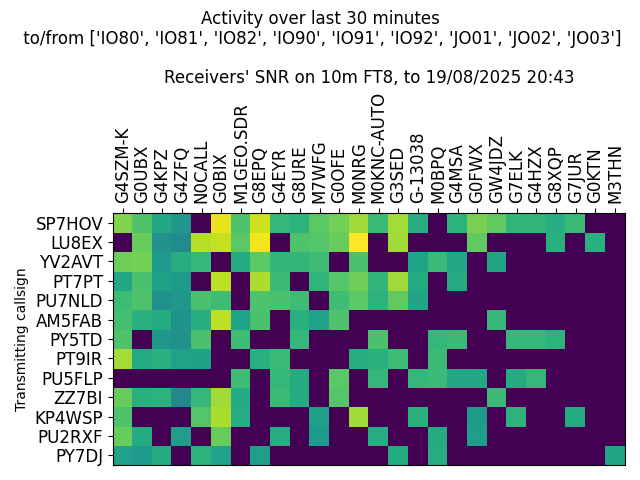 Activity over last 30 minutes
to/from ['IO80', 'IO81', 'IO82', 'IO90', 'IO91', 'IO92', 'JO01', 'JO02', 'JO03']
Receivers' SNR on 10m FT8, to 19/08/2025 20:43
G4SZM-K
G0UBX
G4KPZ
G4ZFQ
N0CALL
G0BIX
M1GEO.SDR
G8EPQ
G4EYR
G8URE
M7WFG
G0OFE
M0NRG
M0KNC-AUTO
G3SED
G-13038
M0BPQ
G4MSA
G0FWX
GW4JDZ
G7ELK
G4HZX
G8XQP
G7JUR
G0KTN
M3THN
Transmitting callsign
SP7HOV
LU8EX
YV2AVT
PT7PT
PU7NLD
AM5FAB
PY5TD
PT9IR
PU5FLP
ZZ7BI
KP4WSP
PU2RXF
PY7DJ